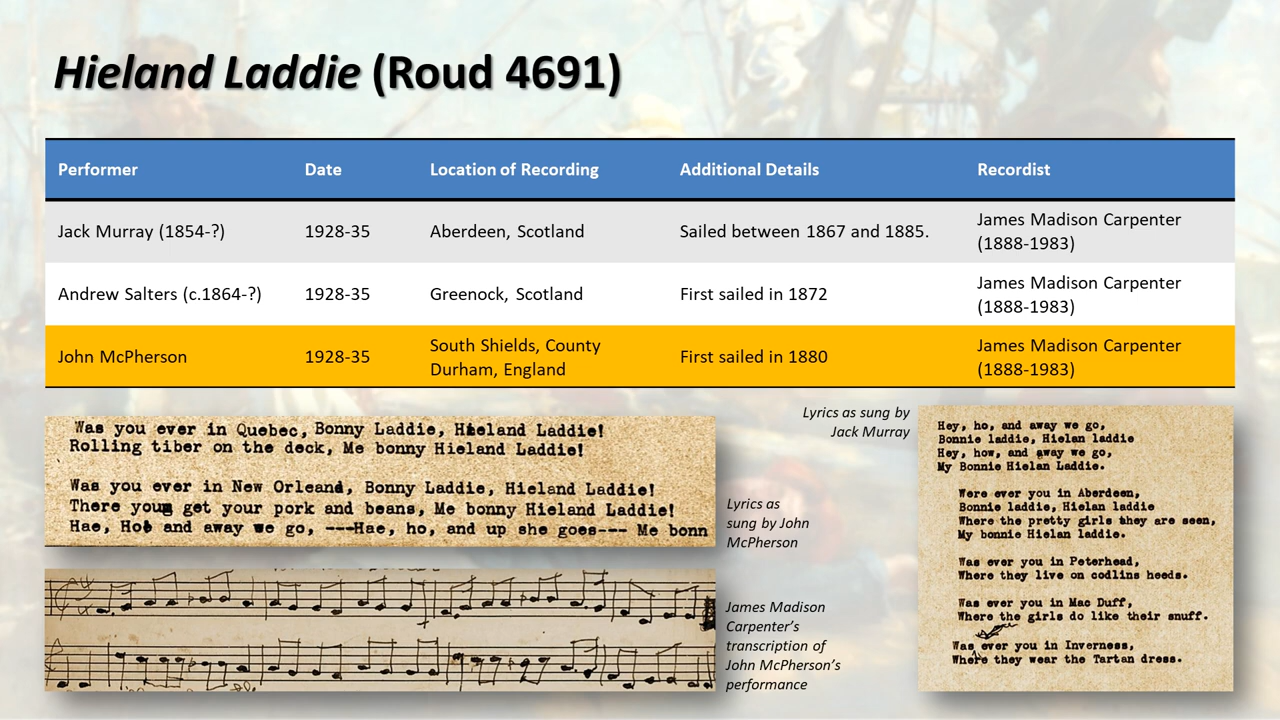 Hieland Laddie (Roud 4691)
Performer Date Location of Recording Additional Details Recordist
Jack Murray (1854-?) 1928-35 Aberdeen, Scotland Sailed between 1867 and 1885. James Madison Carpenter
(1888-1983)
Andrew Salters (c.1864-?) 1928-35 Greenock, Scotland First sailed in 1872 James Madison Carpenter
(1888-1983)
John McPherson 1928-35 South Shields, County
Durham, England First sailed in 1880 James Madison Carpenter
(1888-1983)
Was you ever in Quebec, Bonny Laddie, Hieland Laddie!
Rolling tiber on the deck, Me bonny Hieland Laddie!
Was you ever in New Orleand, Bonny Laddie, Hieland Laddie!
There get your pork and beans, Me bonny Hieland Laddie!
Hae, Hoe and away we go, ---Hae, ho, and up she goes--- Me bonn
Lyrics as
sung by John
McPherson
James Madison
Carpenter's
transcription of
John McPherson's
performance
Lyrics as sung by
Jack Murray
Hey, ho, and away we go,
Bonnie laddie, Hielan laddie
Hey, how, and away we go,
My Bonnie Hielan Laddie.
Were ever you in Aberdeen,
Bonnie laddie, Hielan laddie
Where the pretty girls they are seen,
My bonnie Hielan laddie.
Was ever you in Peterhead,
Where they live on codlins heeds.
Was ever you in Mac Duff,
Where the girls do like their snuff.
Was ever you in Inverness,
Where they wear the Tartan dress.